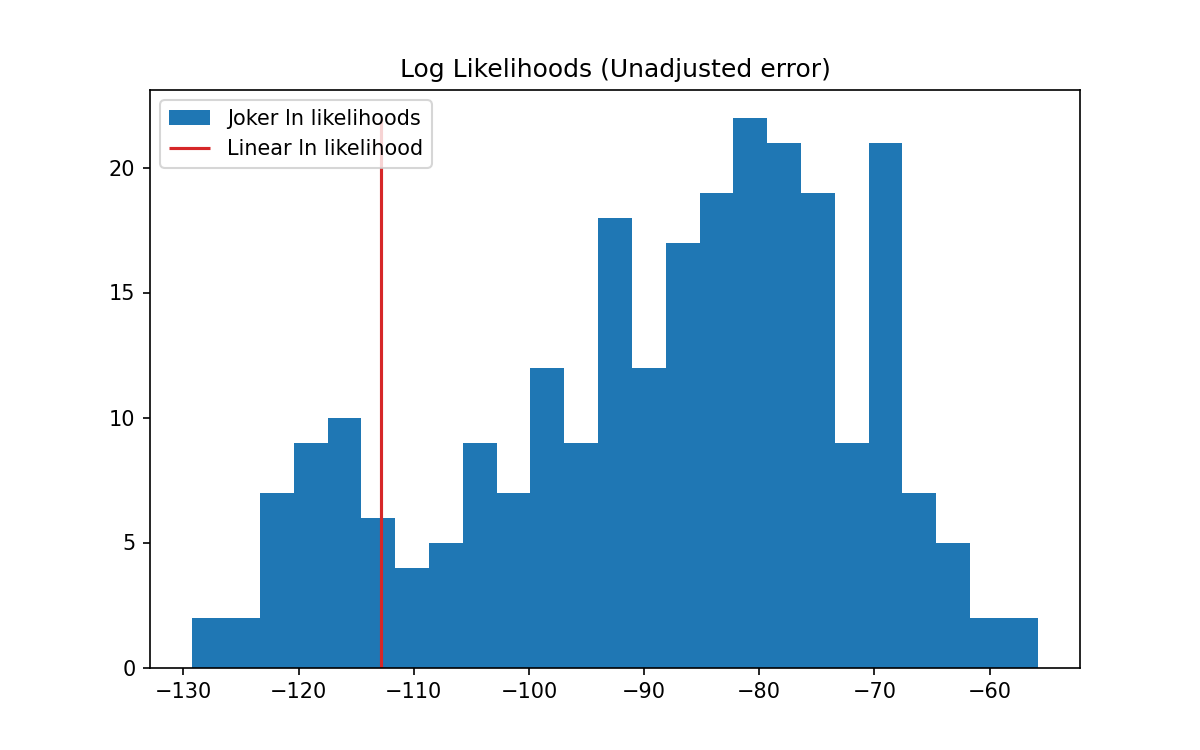 Log Likelihoods (Unadjusted error)
Joker ln likelihoods
Linear ln likelihood
20
15
10
5
0
−130 −120 −110 −100 −90 −80 −70 −60